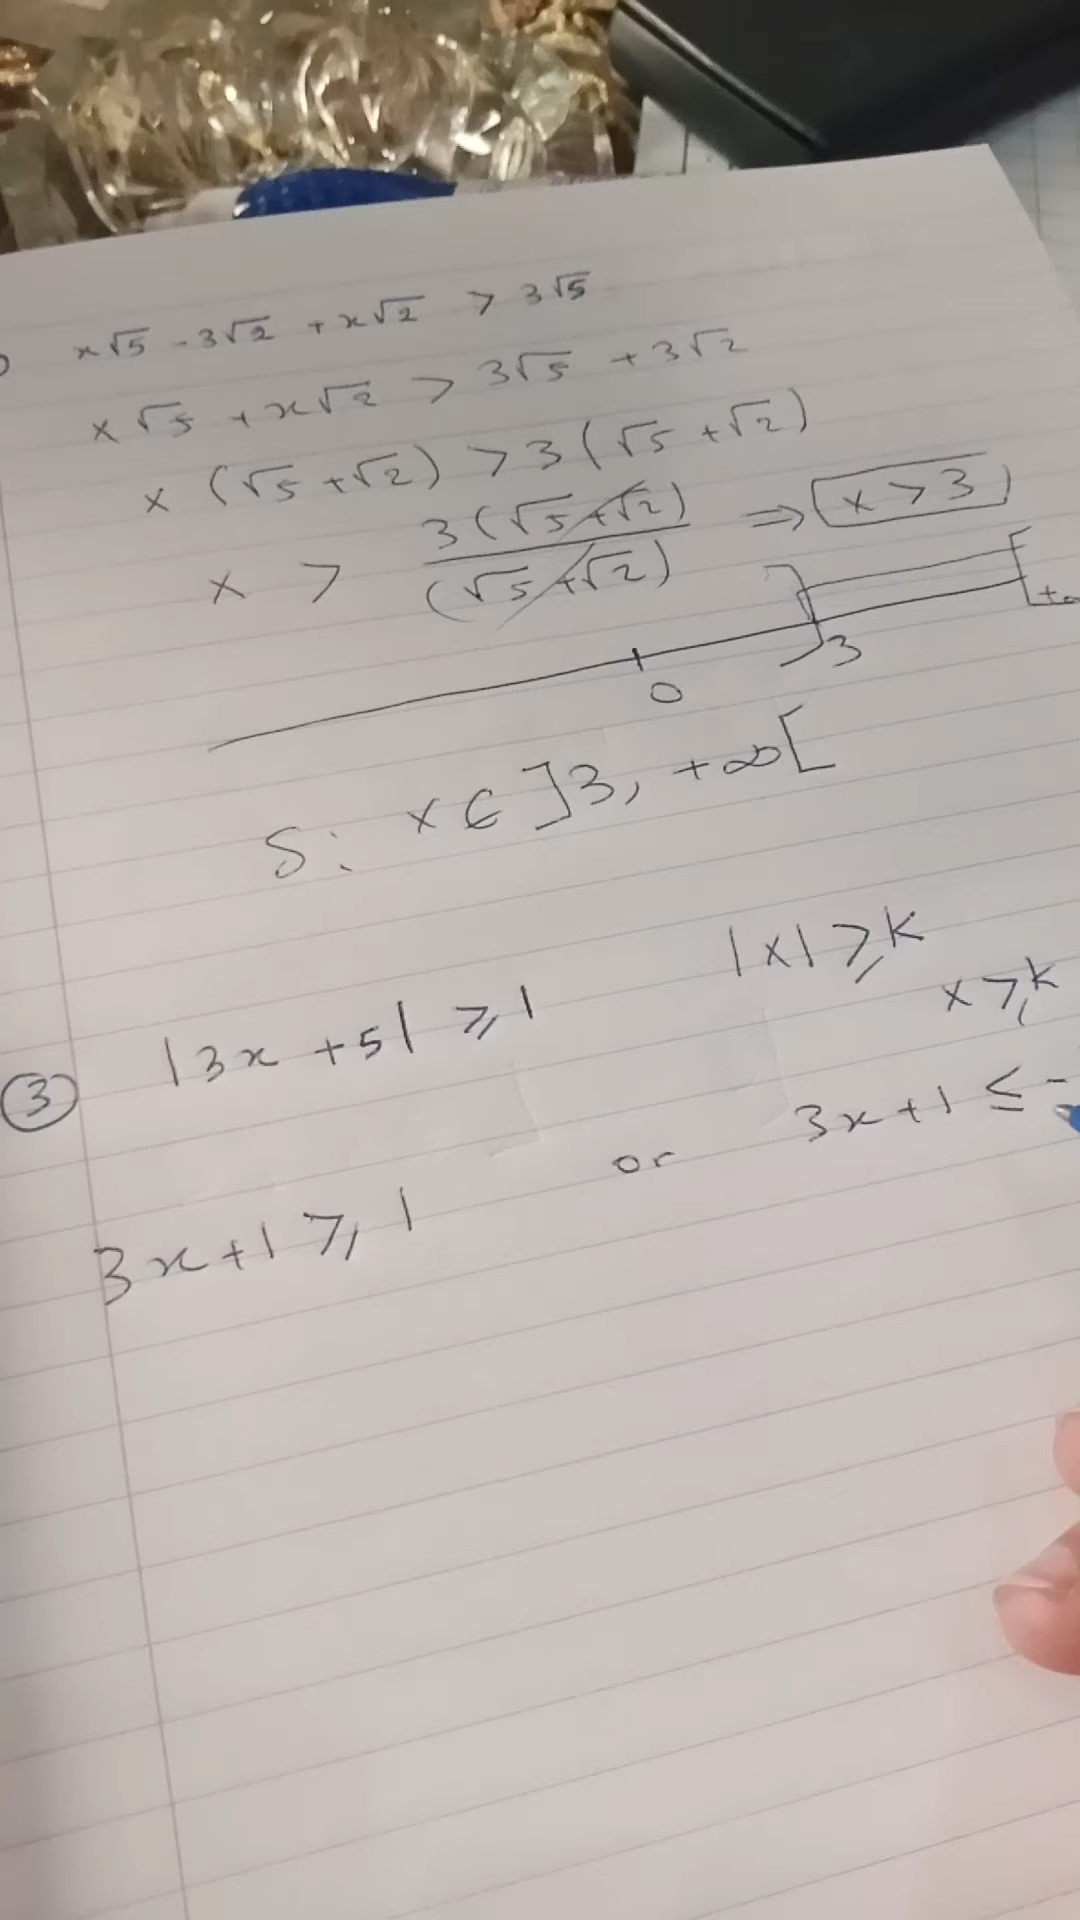 x√5 - 3√2 + x√2 > 3√5
x√5 + x√2 > 3√5 + 3√2
x (√5 + √2) > 3 (√5 + √2)
x > 3(√5+√2) / (√5+√2) ⇒ x > 3
0 3
S: x ∈ ]3, +∞[
③ |3x + 5| ≥ 1 |x| ≥ k
x ≥ k
3x+1 ≥ 1 or 3x+1 ≤ -